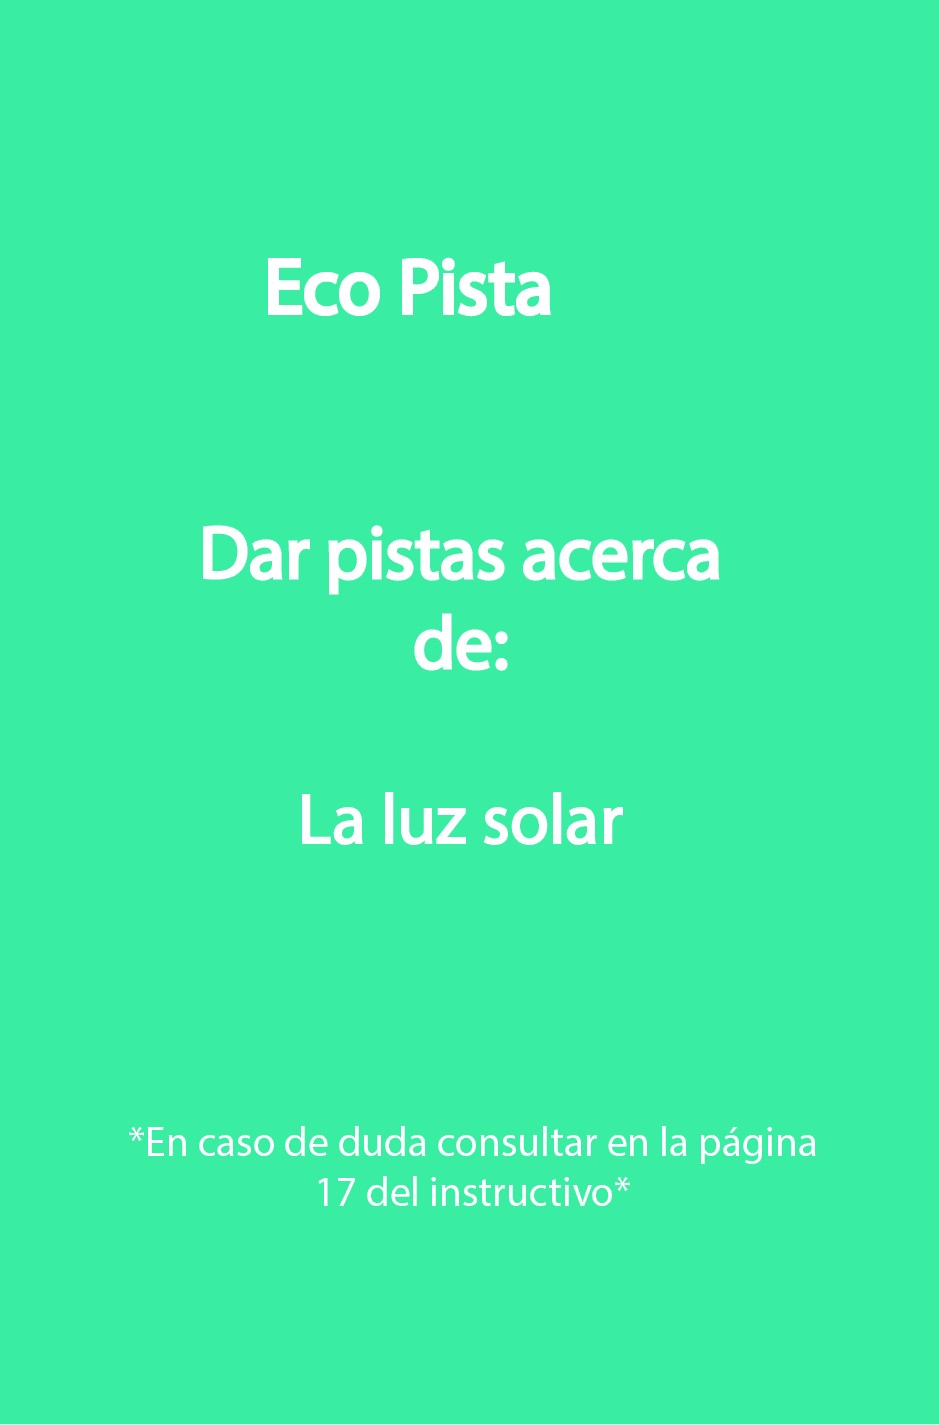 Eco Pista
Dar pistas acerca
de:
La luz solar
*En caso de duda consultar en la página
17 del instructivo*